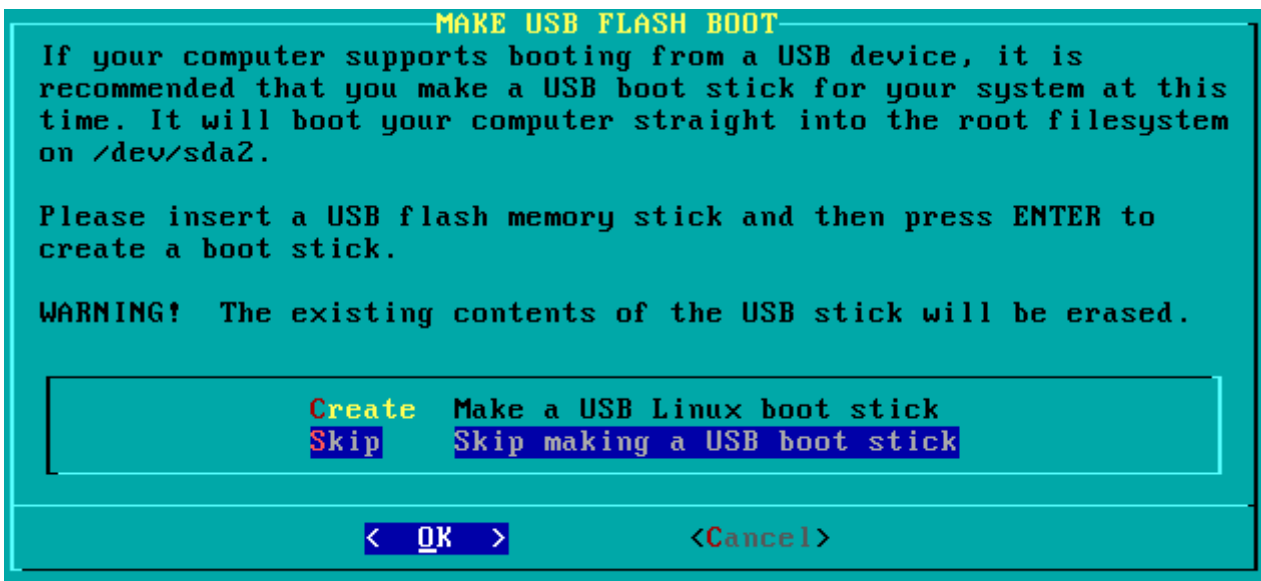 MAKE USB FLASH BOOT
If your computer supports booting from a USB device, it is
recommended that you make a USB boot stick for your system at this
time. It will boot your computer straight into the root filesystem
on /dev/sda2.
Please insert a USB flash memory stick and then press ENTER to
create a boot stick.
WARNING!  The existing contents of the USB stick will be erased.
Create  Make a USB Linux boot stick
Skip    Skip making a USB boot stick
<  OK  >          <Cancel>